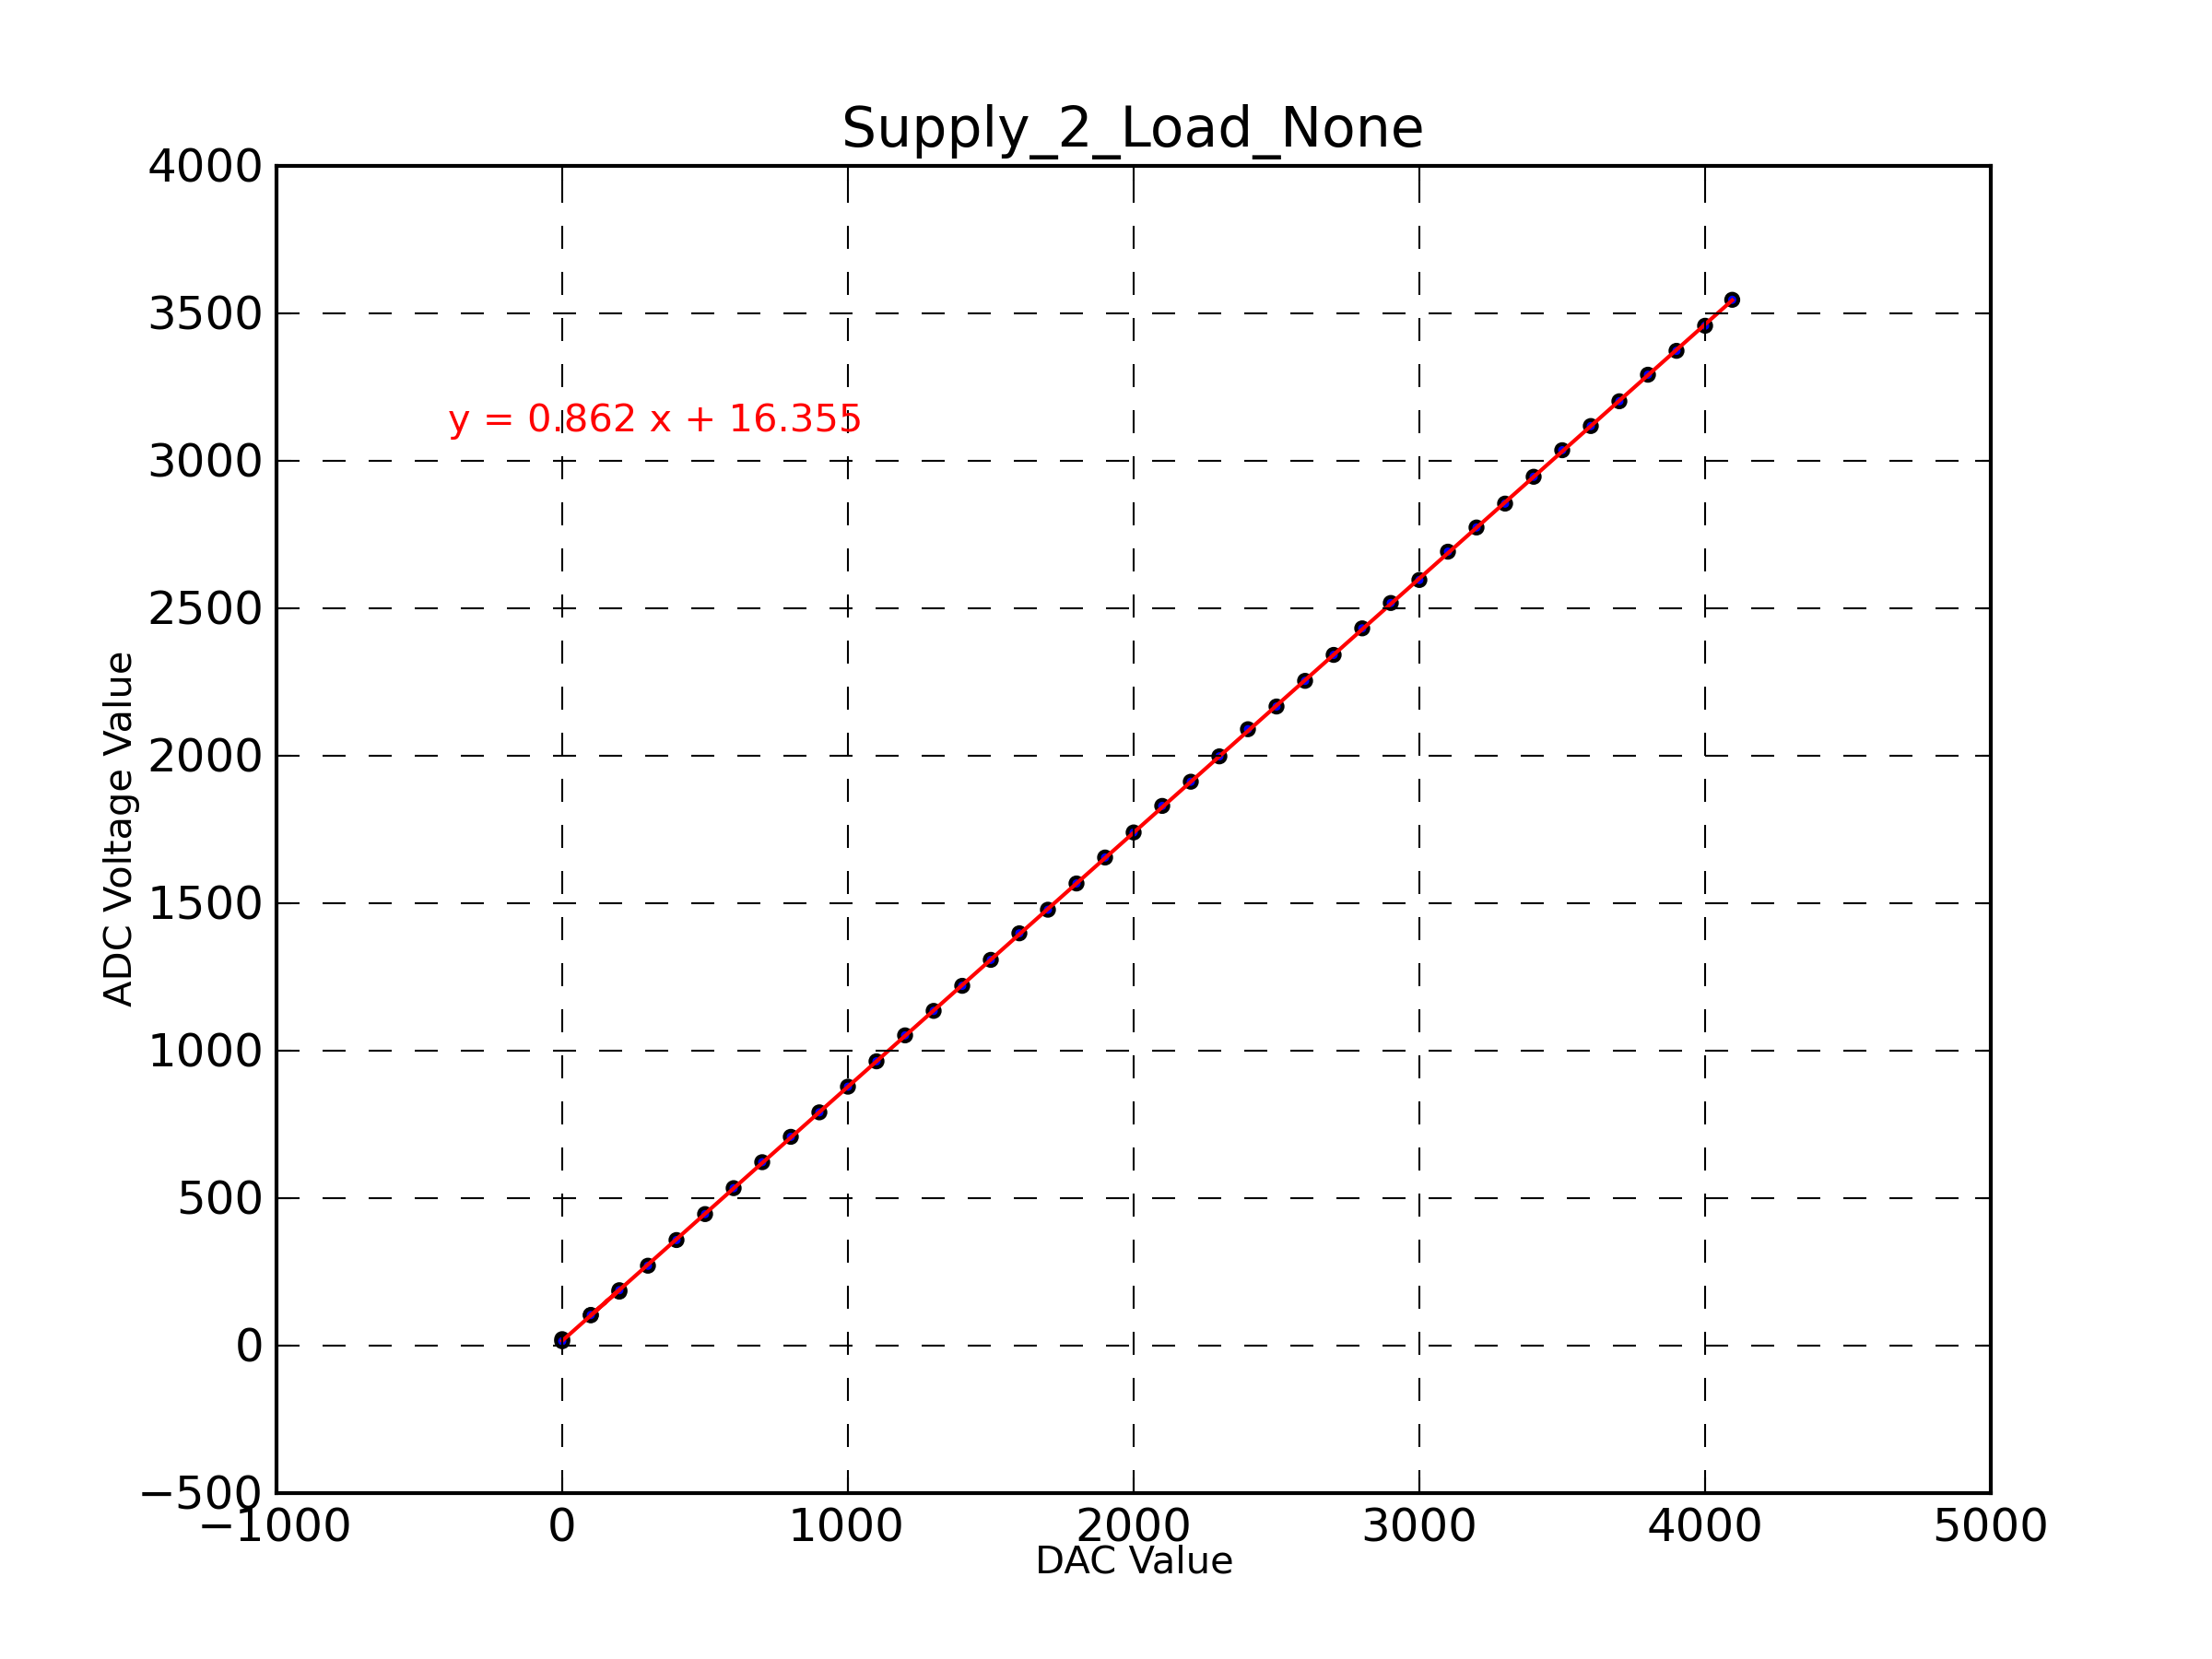 Supply_2_Load_None
4000
3500
3000
2500
2000
1500
1000
500
0
−500
ADC Voltage Value
y = 0.862 x + 16.355
−1000 0 1000 2000 3000 4000 5000
DAC Value